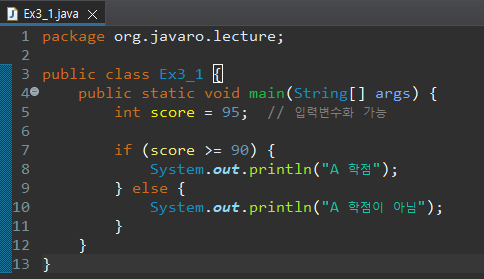 Ex3_1.java
1 package org.javaro.lecture;
2
3 public class Ex3_1 {
4     public static void main(String[] args) {
5         int score = 95;  // 입력변수화 가능
6
7         if (score >= 90) {
8             System.out.println("A 학점");
9         } else {
10             System.out.println("A 학점이 아님");
11         }
12     }
13 }